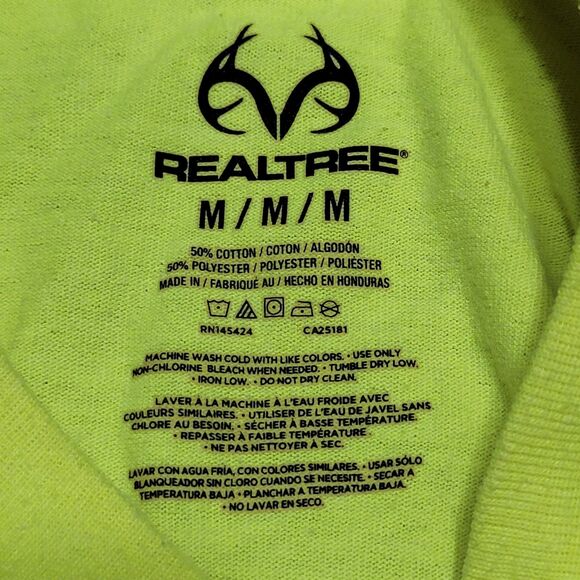 REALTREE®
M / M / M
50% COTTON / COTON / ALGODÓN
50% POLYESTER / POLYESTER / POLIÉSTER
MADE IN / FABRIQUÉ AU / HECHO EN HONDURAS
RN145424 CA25181
MACHINE WASH COLD WITH LIKE COLORS. • USE ONLY
NON-CHLORINE BLEACH WHEN NEEDED. • TUMBLE DRY LOW.
• IRON LOW. • DO NOT DRY CLEAN.
LAVER À LA MACHINE À L'EAU FROIDE AVEC
COULEURS SIMILAIRES. • UTILISER DE L'EAU DE JAVEL SANS
CHLORE AU BESOIN. • SÉCHER À BASSE TEMPÉRATURE
• REPASSER À FAIBLE TEMPÉRATURE
• NE PAS NETTOYER À SEC.
LAVAR CON AGUA FRÍA, CON COLORES SIMILARES. • USAR SÓLO
BLANQUEADOR SIN CLORO CUANDO SE NECESITE. • SECAR A
TEMPERATURA BAJA • PLANCHAR A TEMPERATURA BAJA.
• NO LAVAR EN SECO.